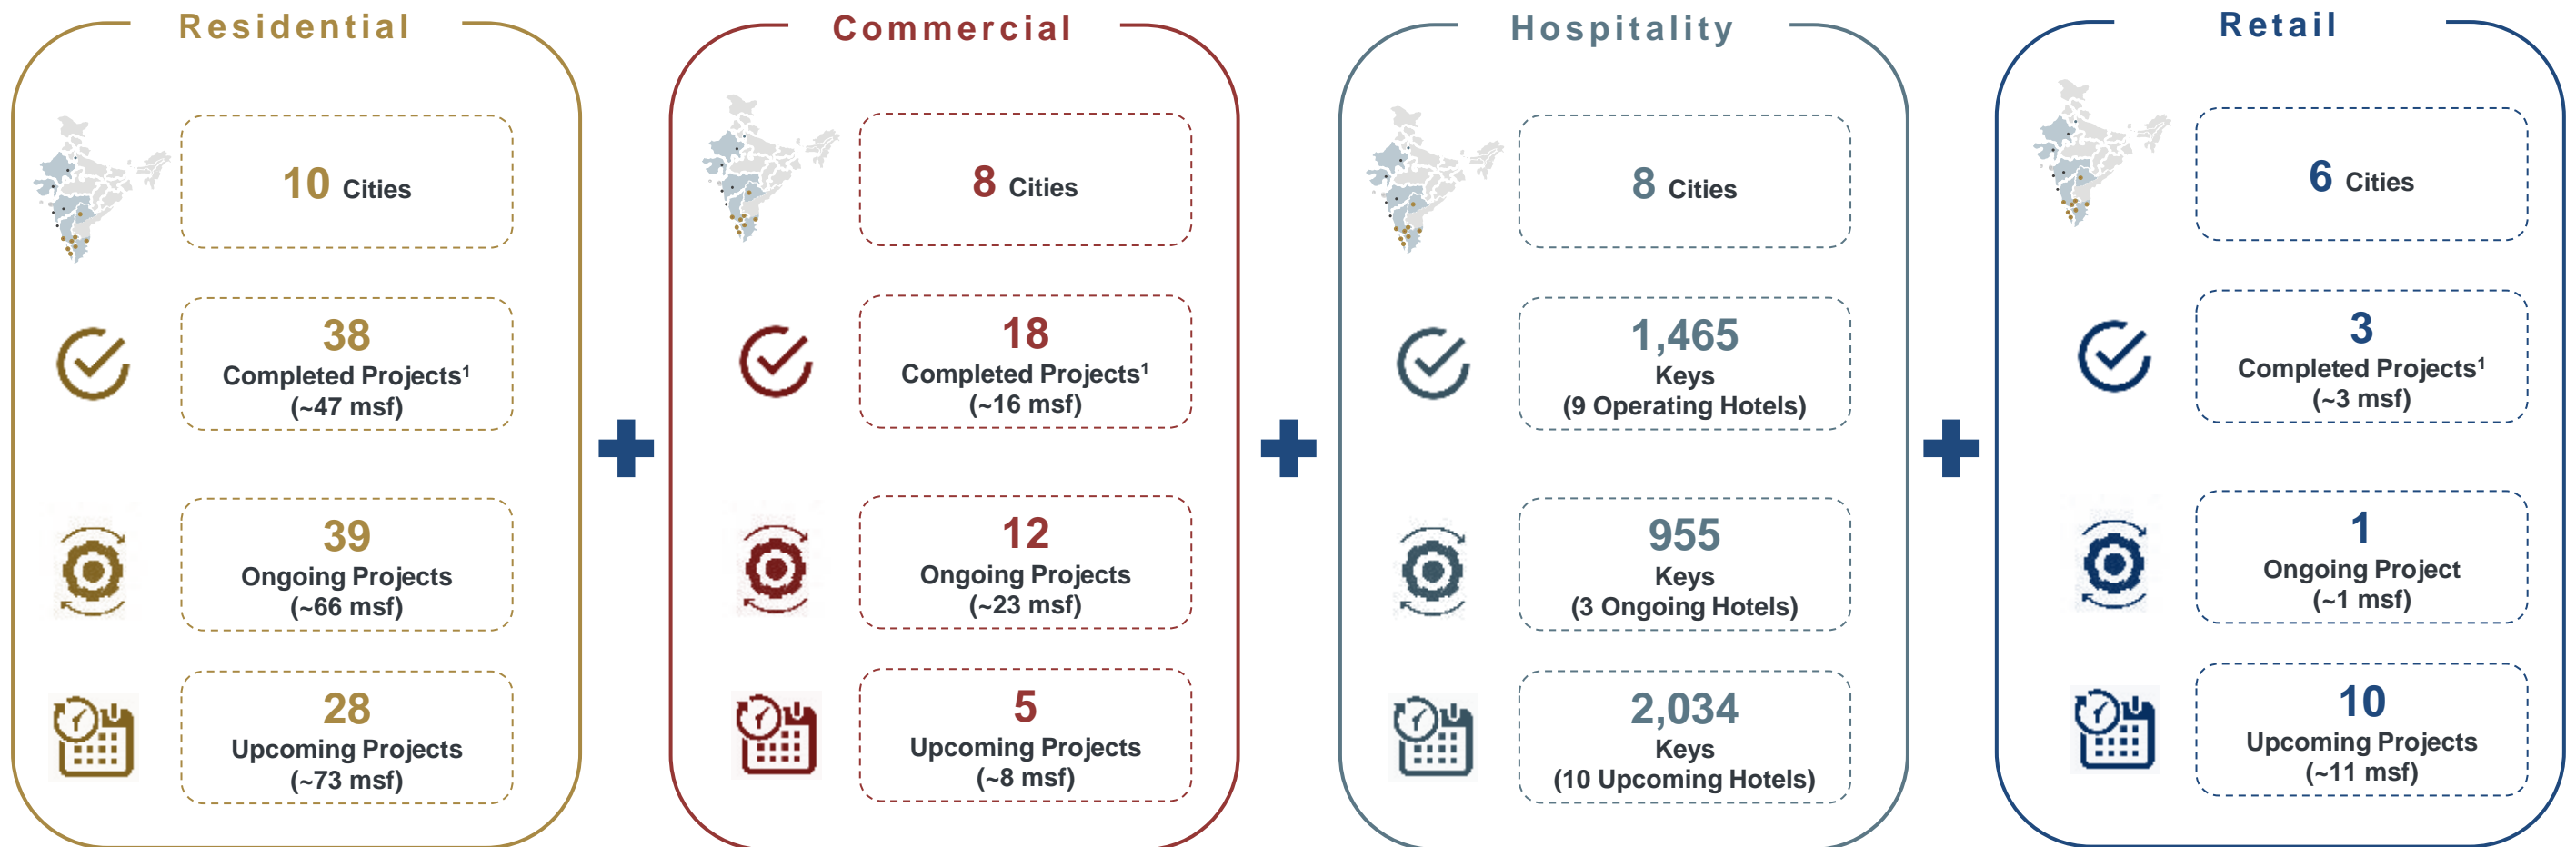 Residential
10 Cities
38
Completed Projects¹
(~47 msf)
39
Ongoing Projects
(~66 msf)
28
Upcoming Projects
(~73 msf)
Commercial
8 Cities
18
Completed Projects¹
(~16 msf)
12
Ongoing Projects
(~23 msf)
5
Upcoming Projects
(~8 msf)
Hospitality
8 Cities
1,465
Keys
(9 Operating Hotels)
955
Keys
(3 Ongoing Hotels)
2,034
Keys
(10 Upcoming Hotels)
Retail
6 Cities
3
Completed Projects¹
(~3 msf)
1
Ongoing Project
(~1 msf)
10
Upcoming Projects
(~11 msf)